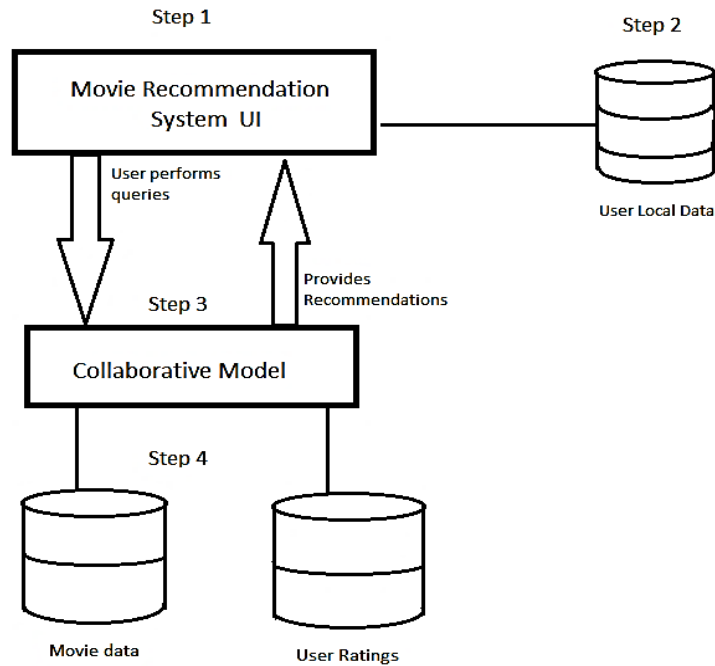 Step 1
Step 2
Movie Recommendation
System UI
User performs
queries
User Local Data
Provides
Recommendations
Step 3
Collaborative Model
Step 4
Movie data
User Ratings